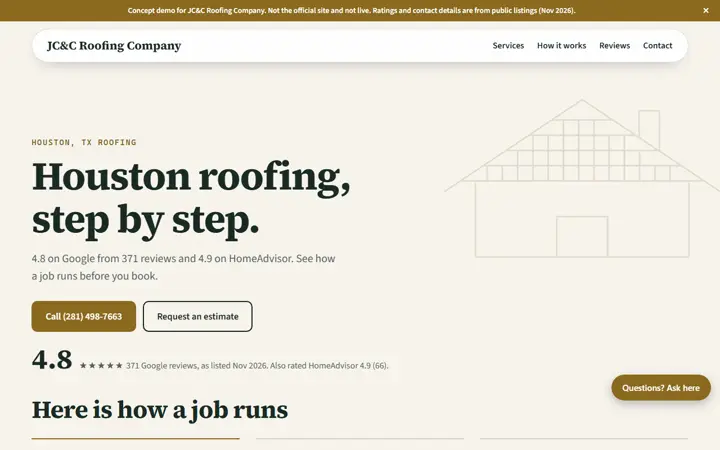 Concept demo for JC&C Roofing Company. Not the official site and not live. Ratings and contact details are from public listings (Nov 2026).
×
JC&C Roofing Company
Services
How it works
Reviews
Contact
HOUSTON, TX ROOFING
Houston roofing,
step by step.
4.8 on Google from 371 reviews and 4.9 on HomeAdvisor. See how
a job runs before you book.
Call (281) 498-7663
Request an estimate
4.8 ★★★★★ 371 Google reviews, as listed Nov 2026. Also rated HomeAdvisor 4.9 (66).
Questions? Ask here
Here is how a job runs